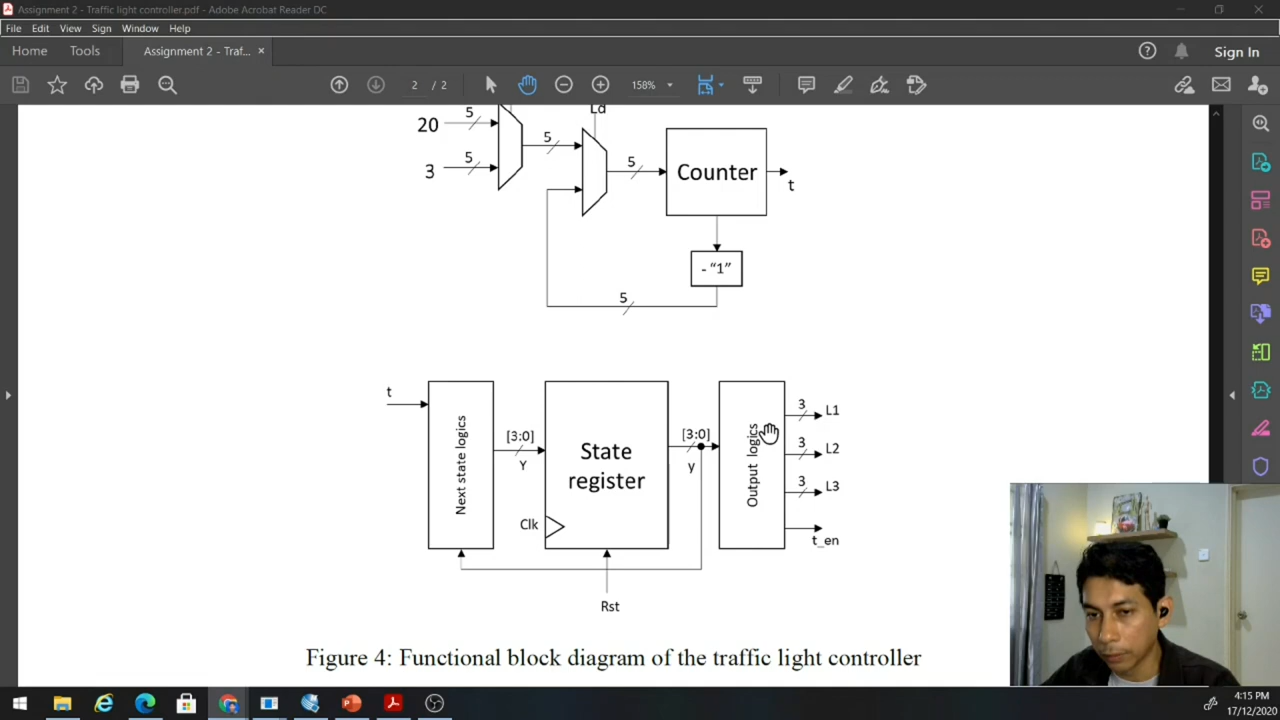 Assignment 2 - Traffic light controller.pdf - Adobe Acrobat Reader DC
File Edit View Sign Window Help
Home Tools Assignment 2 - Traf... ×
Sign In
2 / 2
158%
Ld
20
5
5
3
5
5
Counter
t
- "1"
5
t
Next state logics
[3:0]
Y
State
register
Clk
Rst
[3:0]
y
Output logics
3 L1
3 L2
3 L3
t_en
Figure 4: Functional block diagram of the traffic light controller
4:15 PM
17/12/2020